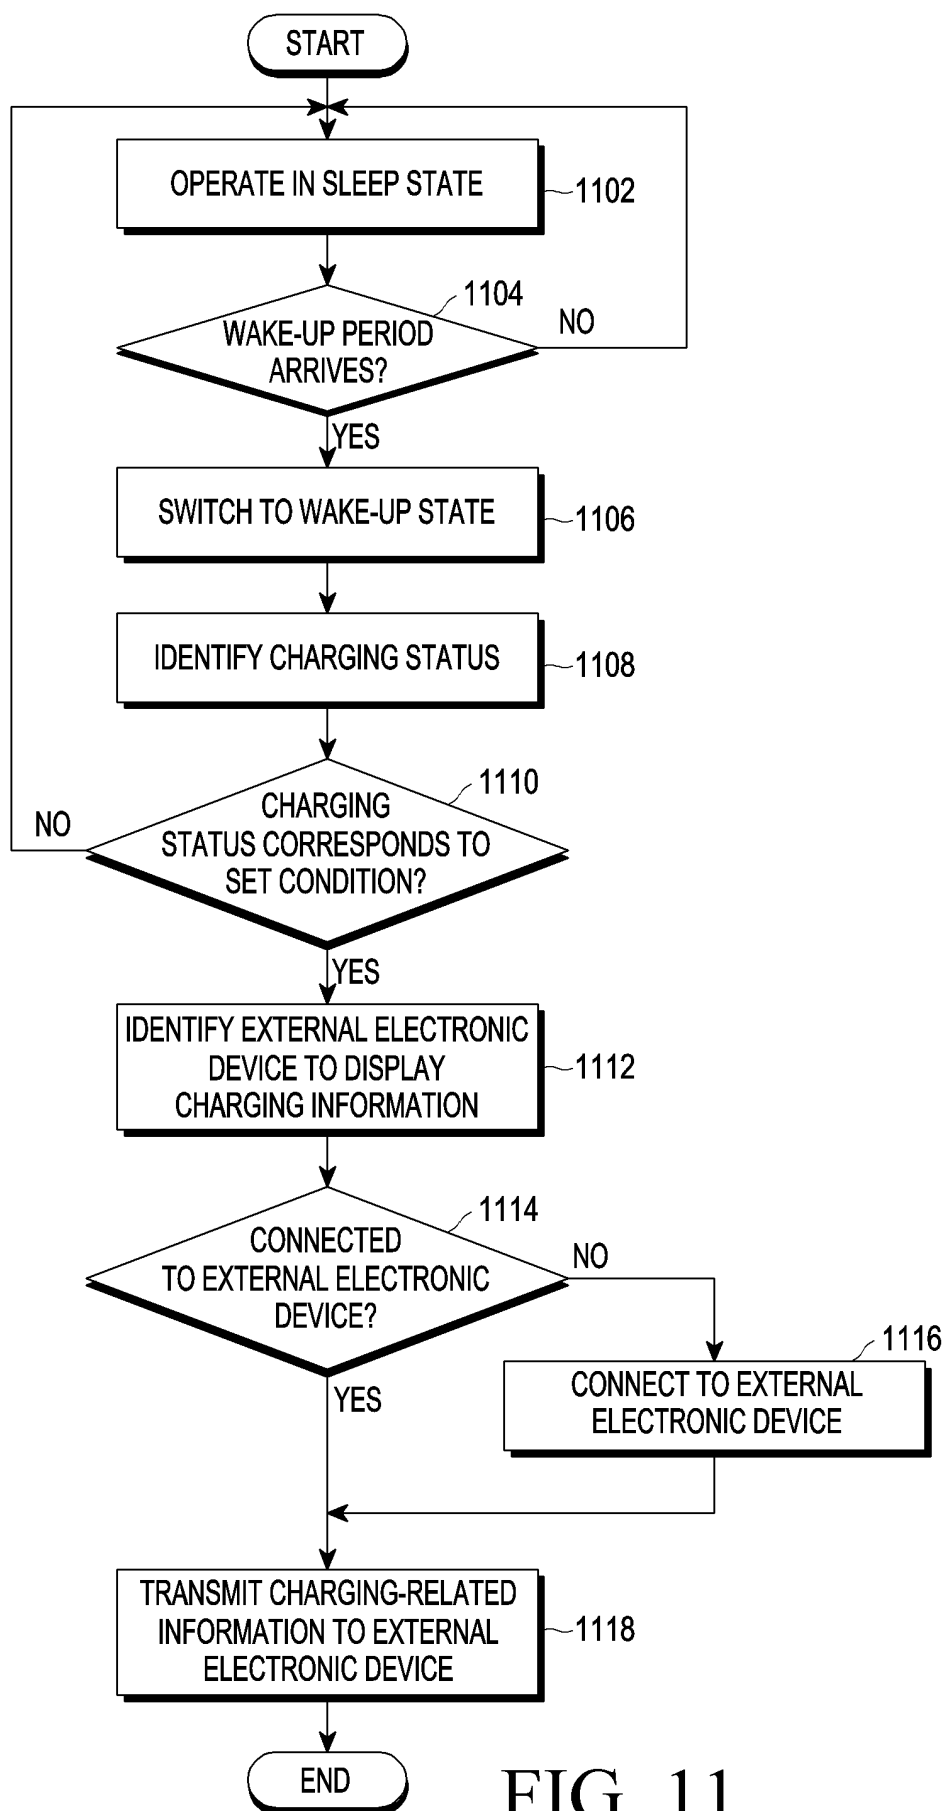 START
OPERATE IN SLEEP STATE
1102
1104
WAKE-UP PERIOD
ARRIVES?
NO
YES
SWITCH TO WAKE-UP STATE
1106
IDENTIFY CHARGING STATUS
1108
1110
CHARGING
STATUS CORRESPONDS TO
SET CONDITION?
NO
YES
IDENTIFY EXTERNAL ELECTRONIC
DEVICE TO DISPLAY
CHARGING INFORMATION
1112
1114
CONNECTED
TO EXTERNAL ELECTRONIC
DEVICE?
NO
YES
1116
CONNECT TO EXTERNAL
ELECTRONIC DEVICE
TRANSMIT CHARGING-RELATED
INFORMATION TO EXTERNAL
ELECTRONIC DEVICE
1118
END
FIG. 11